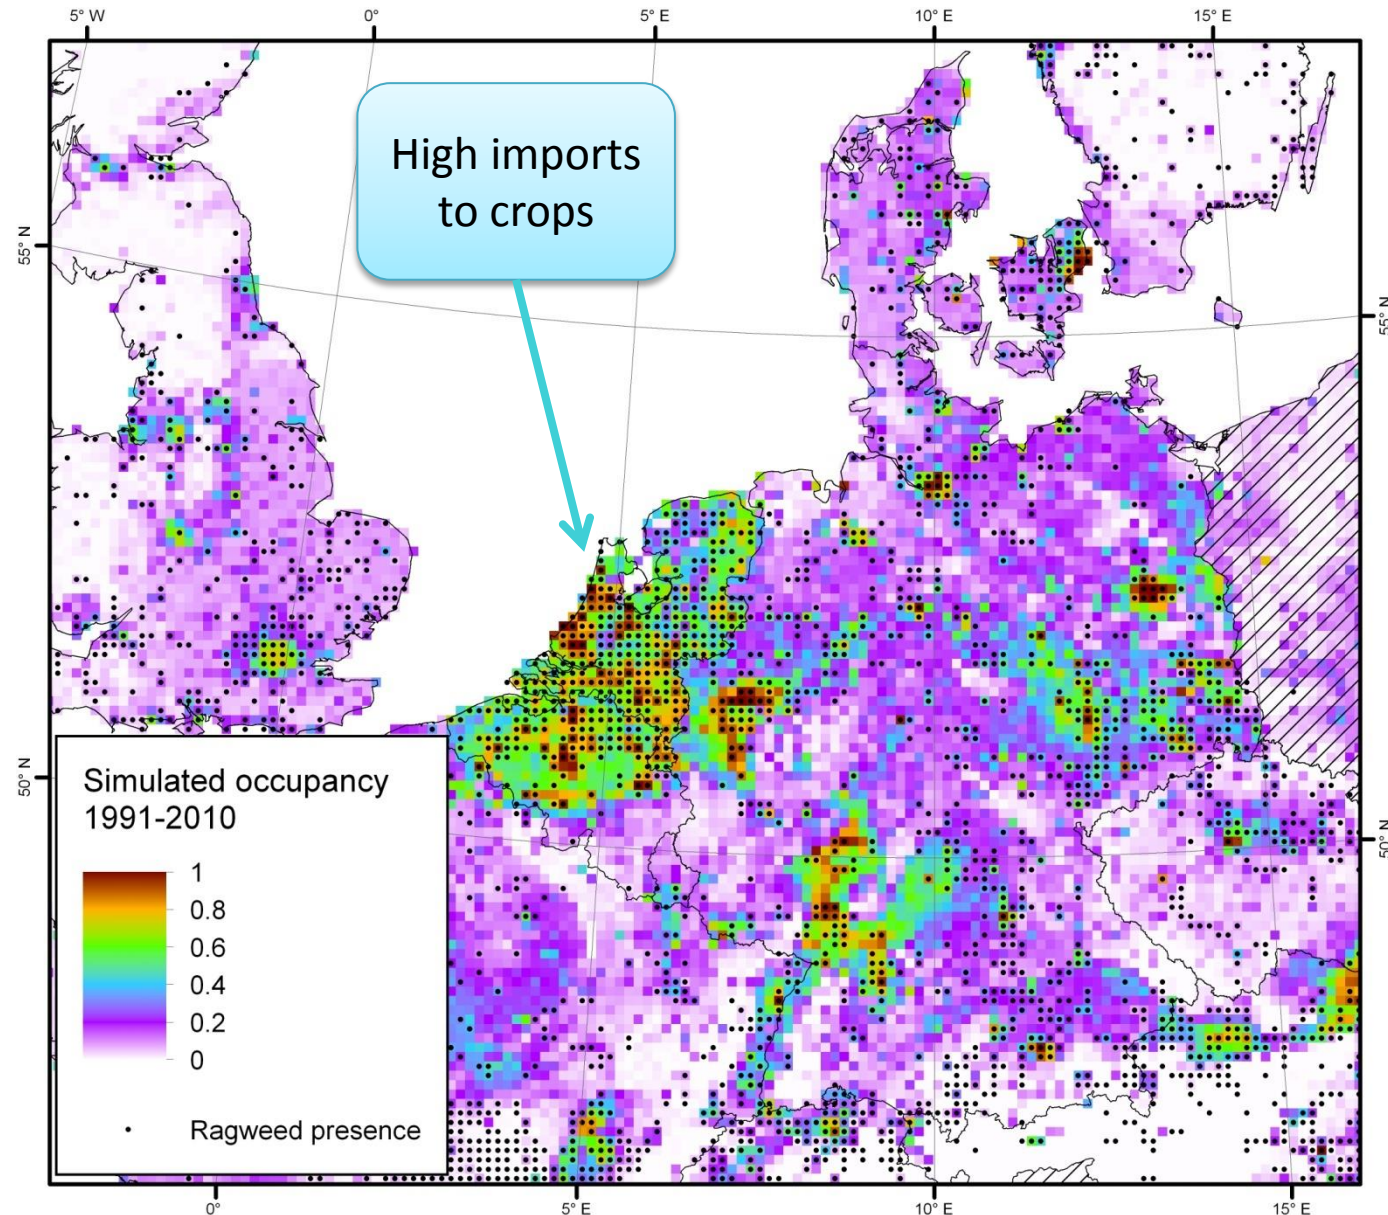 5° W
0°
5° E
10° E
15° E
High imports
to crops
55° N
55° N
50° N
50° N
Simulated occupancy
1991-2010
1
0.8
0.6
0.4
0.2
0
Ragweed presence
0°
5° E
10° E
15° E